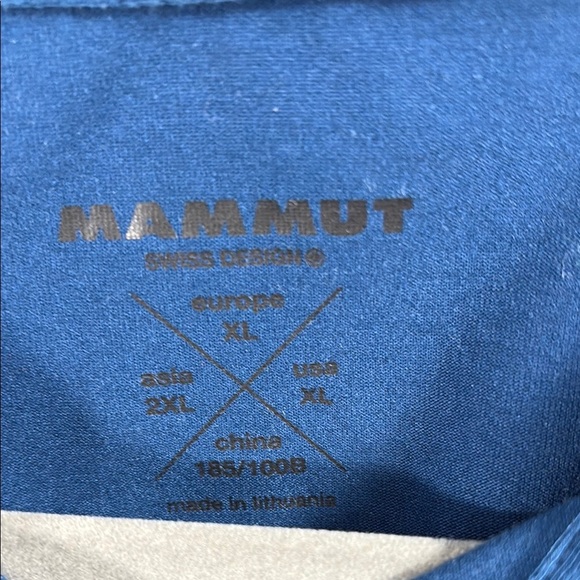 MAMMUT
SWISS DESIGN
europe
XL
asia
2XL
usa
XL
china
185/100B
made in lithuania